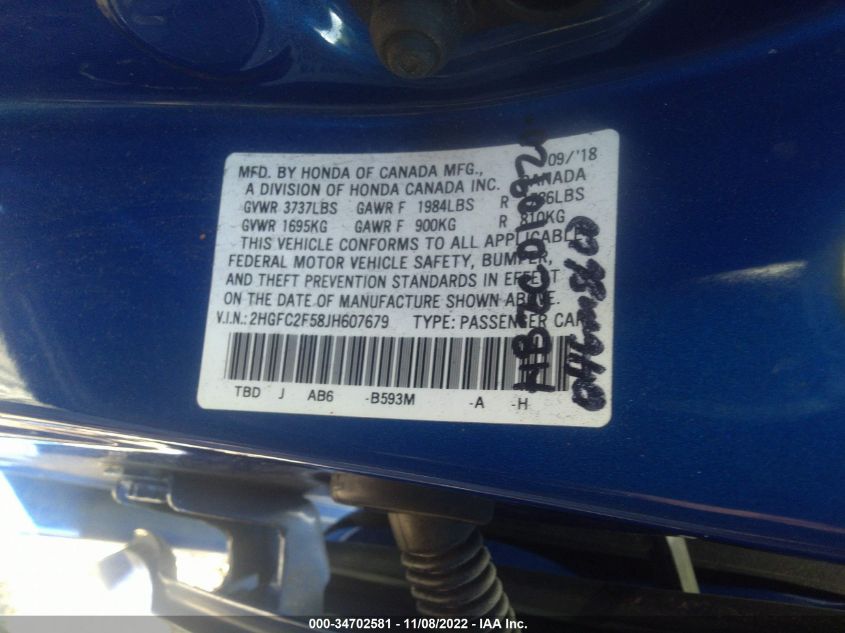 MFD. BY HONDA OF CANADA MFG., 09/'18
A DIVISION OF HONDA CANADA INC. CANADA
GVWR 3737LBS GAWR F 1984LBS R
GVWR 1695KG GAWR F 900KG R 810KG
THIS VEHICLE CONFORMS TO ALL APPLICABLE
FEDERAL MOTOR VEHICLE SAFETY, BUMPER,
AND THEFT PREVENTION STANDARDS IN EFFECT
ON THE DATE OF MANUFACTURE SHOWN ABOVE.
V.I.N.: 2HGFC2F58JH607679 TYPE: PASSENGER CAR
TBD J AB6 -B593M -A -H
000-34702581 - 11/08/2022 - IAA Inc.